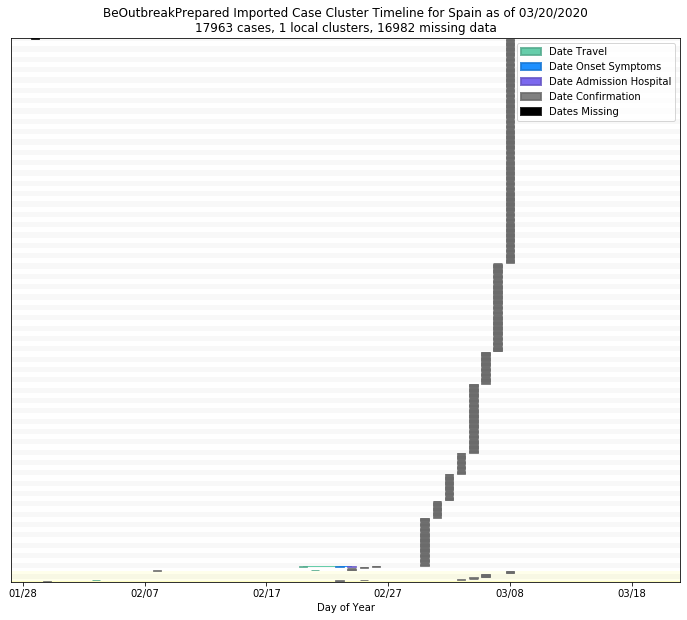 BeOutbreakPrepared Imported Case Cluster Timeline for Spain as of 03/20/2020
17963 cases, 1 local clusters, 16982 missing data
Date Travel
Date Onset Symptoms
Date Admission Hospital
Date Confirmation
Dates Missing
01/28 02/07 02/17 02/27 03/08 03/18
Day of Year